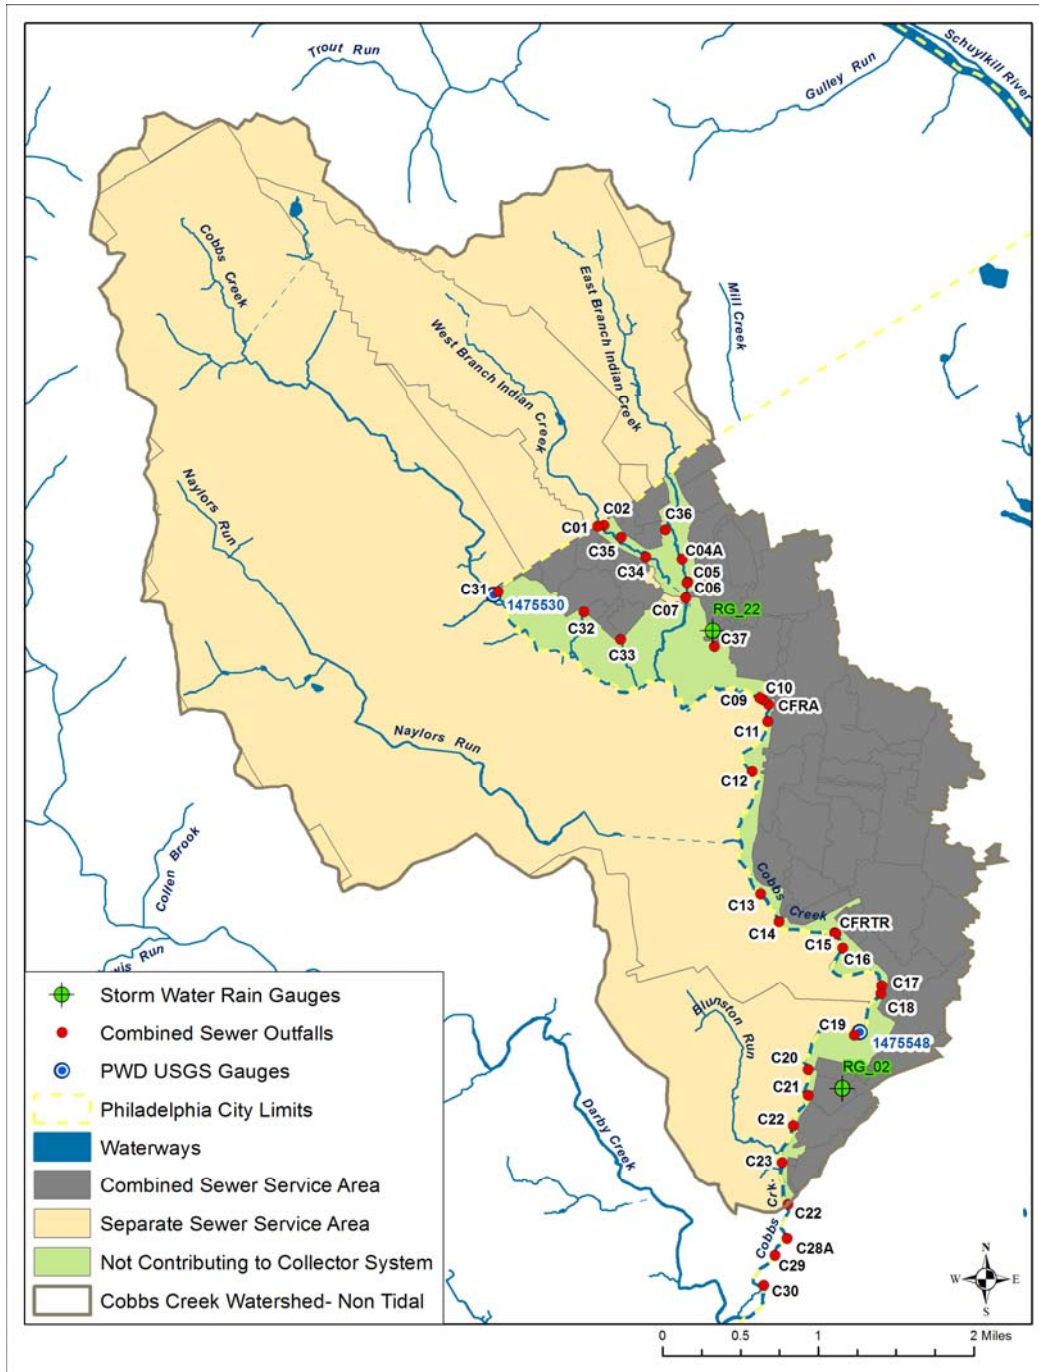 Trout Run
Gulley Run
Schuylkill River
Cobbs Creek
West Branch Indian Creek
East Branch Indian Creek
Mill Creek
Naylors Run
C02
C01
C36
C35
C04A
C34
C05
C31
C06
1475530
C07
RG_22
C32
C37
C33
C10
C09
CFRA
C11
Naylors Run
C12
Collen Brook
Cobbs Creek
C13
C14
CFRTR
C15
C16
C17
C18
Blunston Run
C19
1475548
C20
RG_02
C21
Darby Creek
C22
C23
Cobbs Crk.
C22
C28A
C29
C30
Storm Water Rain Gauges
Combined Sewer Outfalls
PWD USGS Gauges
Philadelphia City Limits
Waterways
Combined Sewer Service Area
Separate Sewer Service Area
Not Contributing to Collector System
Cobbs Creek Watershed- Non Tidal
N
W E
S
0 0.5 1 2 Miles